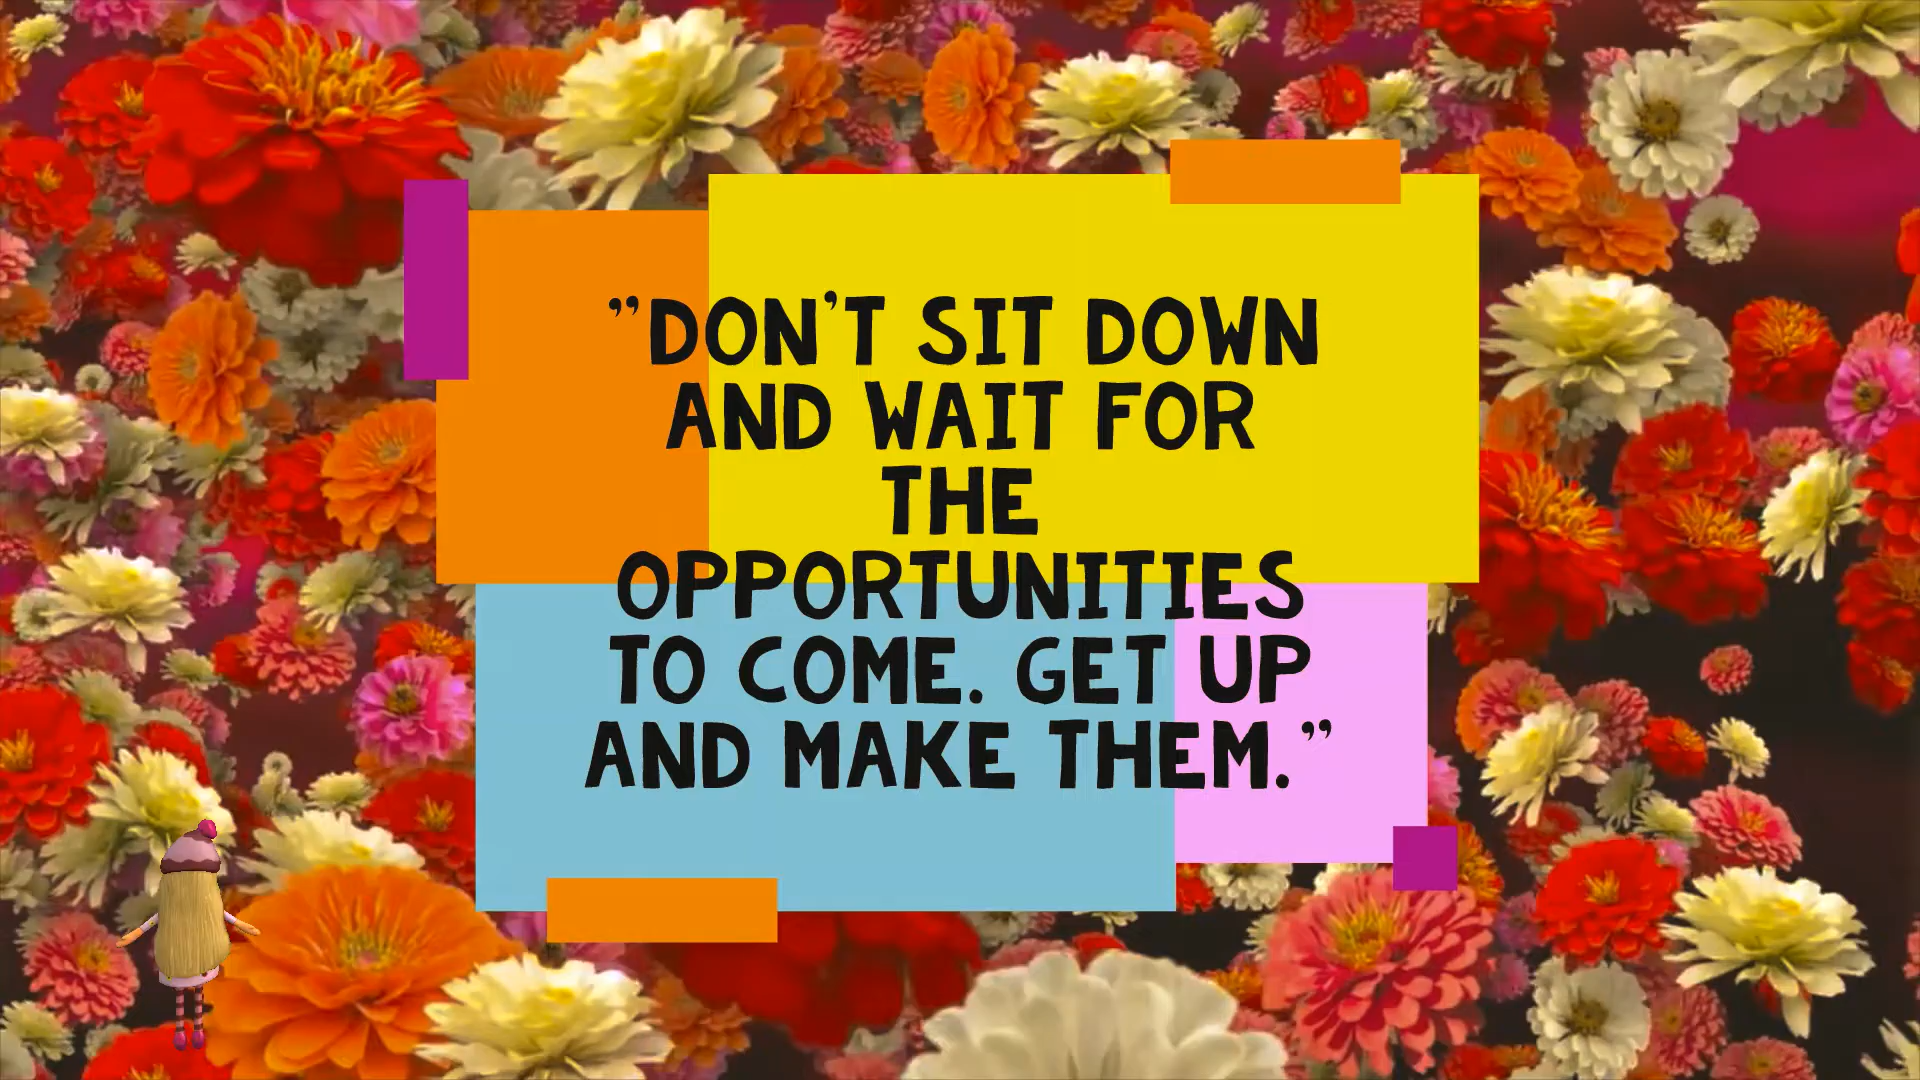 ”DON’T SIT DOWN
AND WAIT FOR
THE
OPPORTUNITIES
TO COME. GET UP
AND MAKE THEM.”